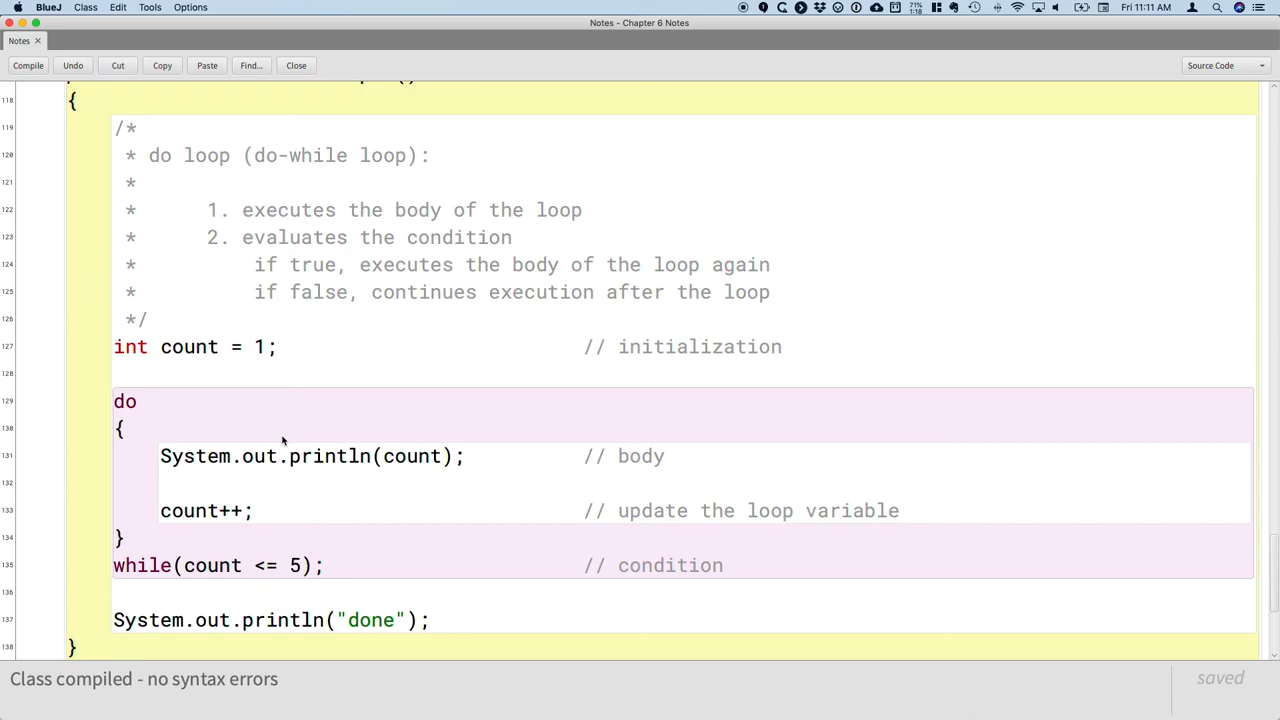 BlueJ Class Edit Tools Options 71% 1:18 Fri 11:11 AM
Notes - Chapter 6 Notes
Notes ×
Compile Undo Cut Copy Paste Find... Close Source Code
118 {
119 /*
120 * do loop (do-while loop):
121 *
122 * 1. executes the body of the loop
123 * 2. evaluates the condition
124 * if true, executes the body of the loop again
125 * if false, continues execution after the loop
126 */
127 int count = 1; // initialization
128
129 do
130 {
131 System.out.println(count); // body
132
133 count++; // update the loop variable
134 }
135 while(count <= 5); // condition
136
137 System.out.println("done");
138 }
Class compiled - no syntax errors saved